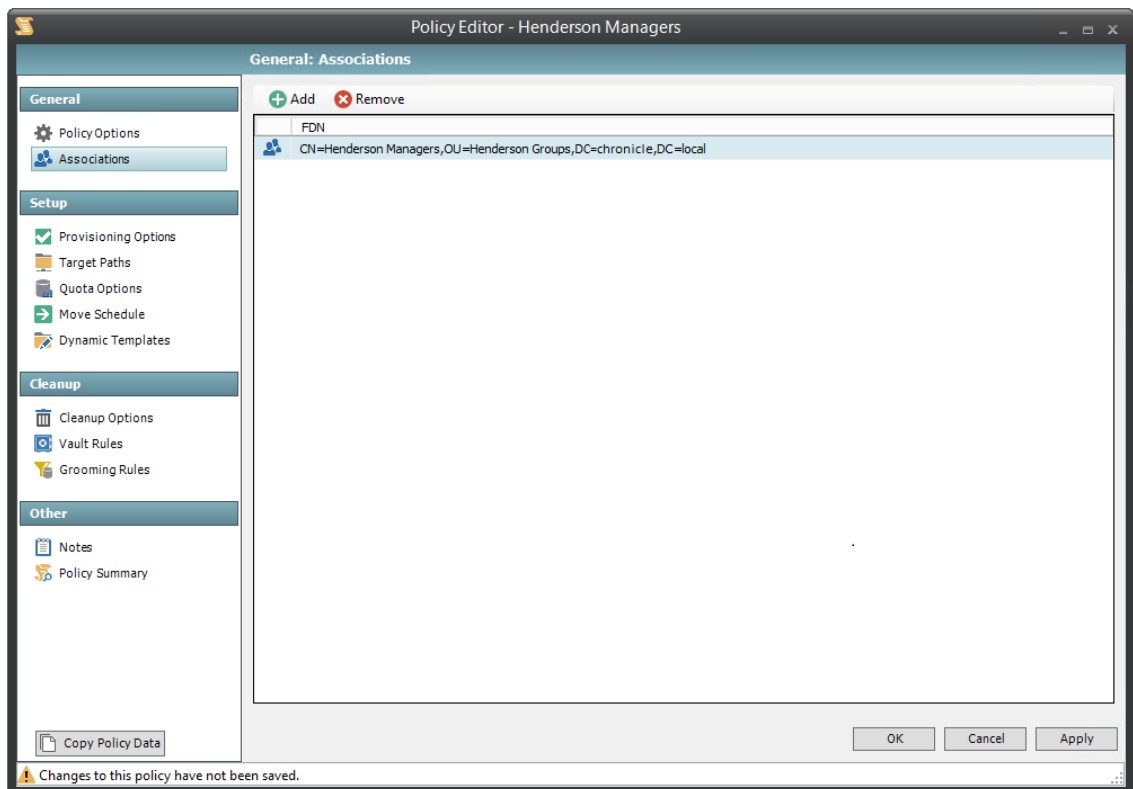 Policy Editor - Henderson Managers
General: Associations
General
Policy Options
Associations
Setup
Provisioning Options
Target Paths
Quota Options
Move Schedule
Dynamic Templates
Cleanup
Cleanup Options
Vault Rules
Grooming Rules
Other
Notes
Policy Summary
Copy Policy Data
Add Remove
FDN
CN=Henderson Managers,OU=Henderson Groups,DC=chronicle,DC=local
OK Cancel Apply
Changes to this policy have not been saved.